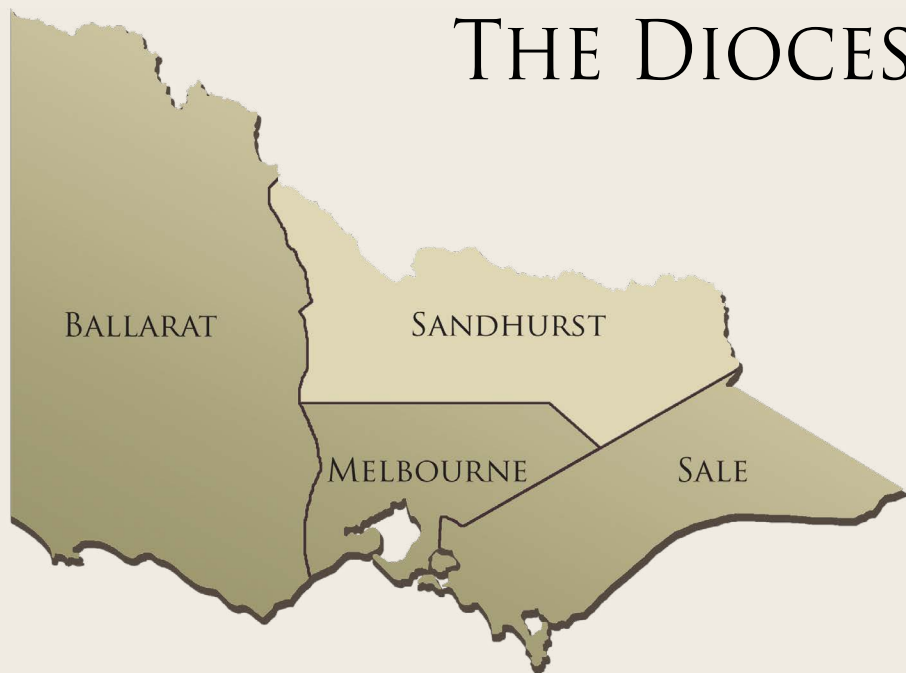 THE DIOCES
BALLARAT
SANDHURST
MELBOURNE
SALE